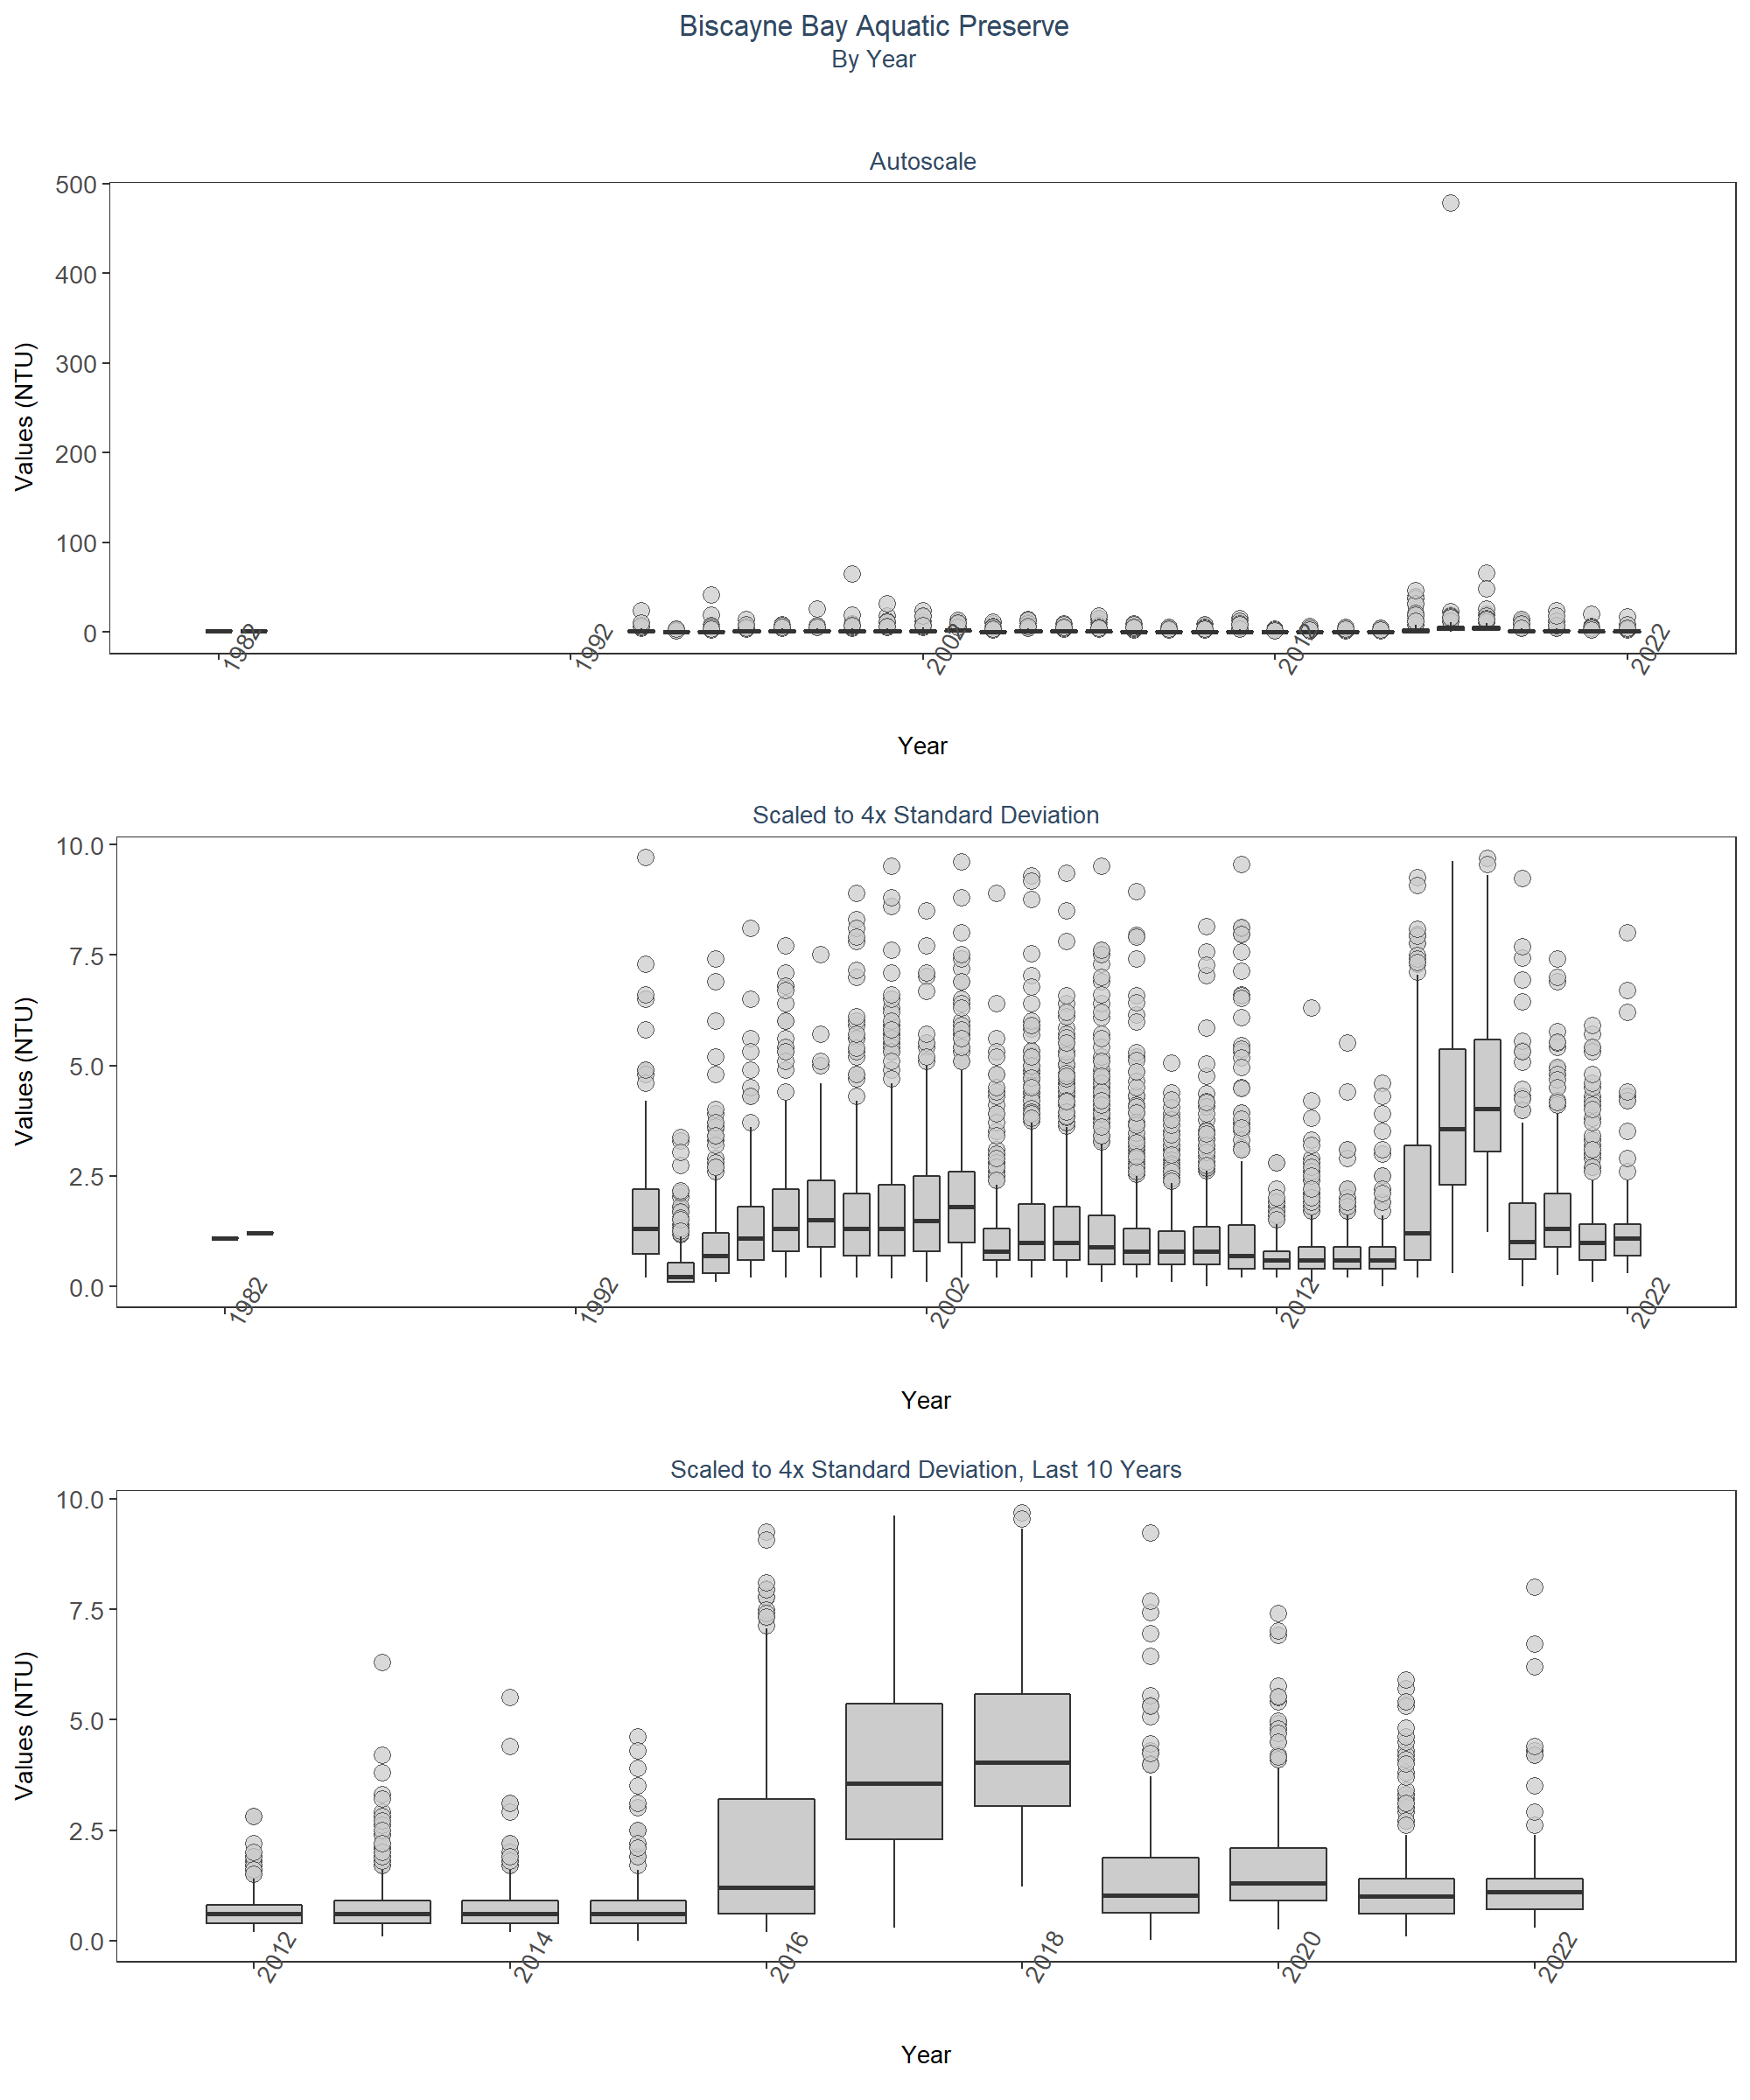 Biscayne Bay Aquatic Preserve
By Year
Autoscale
500
400
300
200
100
0
Values (NTU)
1982
1992
2002
2012
2022
Year
Scaled to 4x Standard Deviation
10.0
7.5
5.0
2.5
0.0
Values (NTU)
1982
1992
2002
2012
2022
Year
Scaled to 4x Standard Deviation, Last 10 Years
10.0
7.5
5.0
2.5
0.0
Values (NTU)
2012
2014
2016
2018
2020
2022
Year